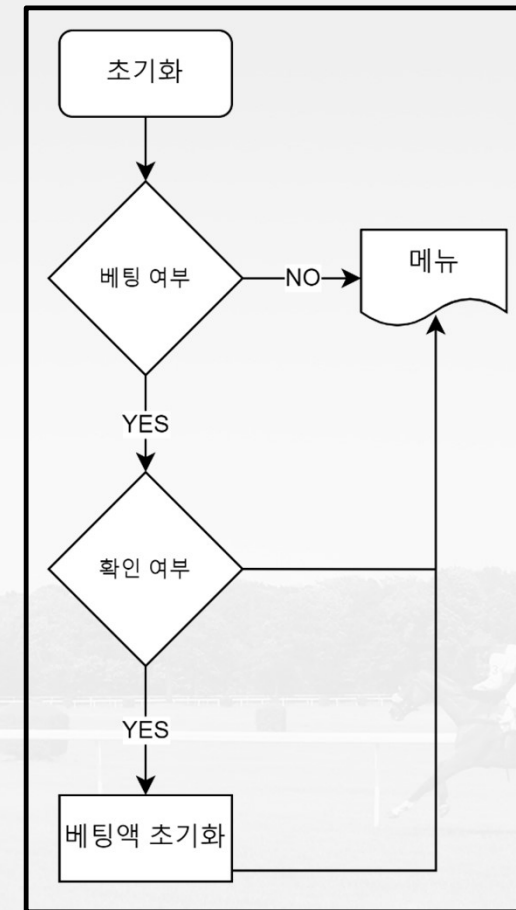 초기화
베팅 여부
NO
메뉴
YES
확인 여부
YES
베팅액 초기화